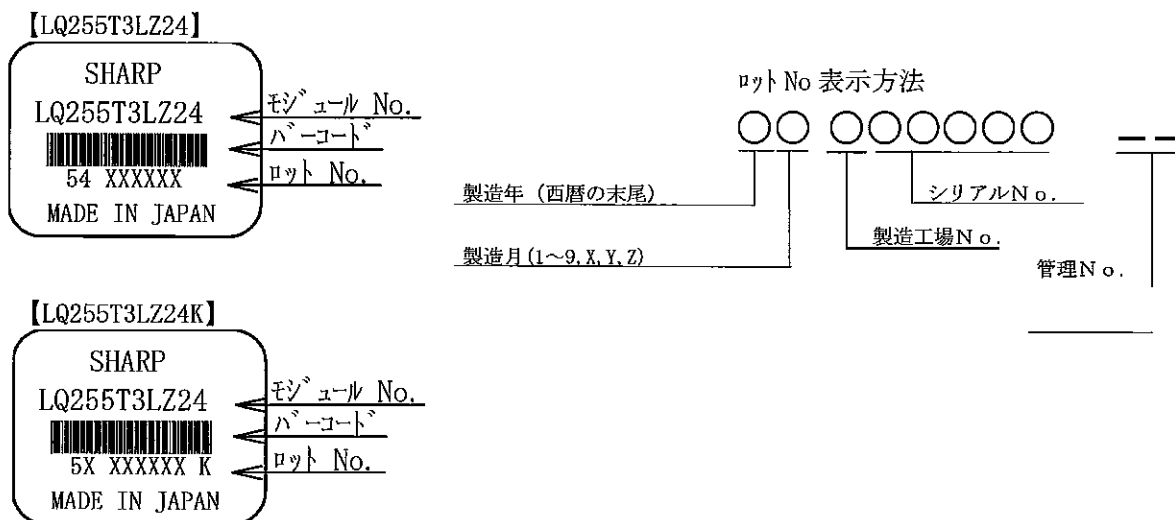 【LQ255T3LZ24】
SHARP
LQ255T3LZ24
54 XXXXXX
MADE IN JAPAN
モジュール No.
バーコード
ロット No.
ロットNo 表示方法
○○ ○○○○○○ --
製造年 (西暦の末尾)
製造月(1~9,X,Y,Z)
シリアルNo.
製造工場No.
管理No.
【LQ255T3LZ24K】
SHARP
LQ255T3LZ24
5X XXXXXX K
MADE IN JAPAN
モジュール No.
バーコード
ロット No.